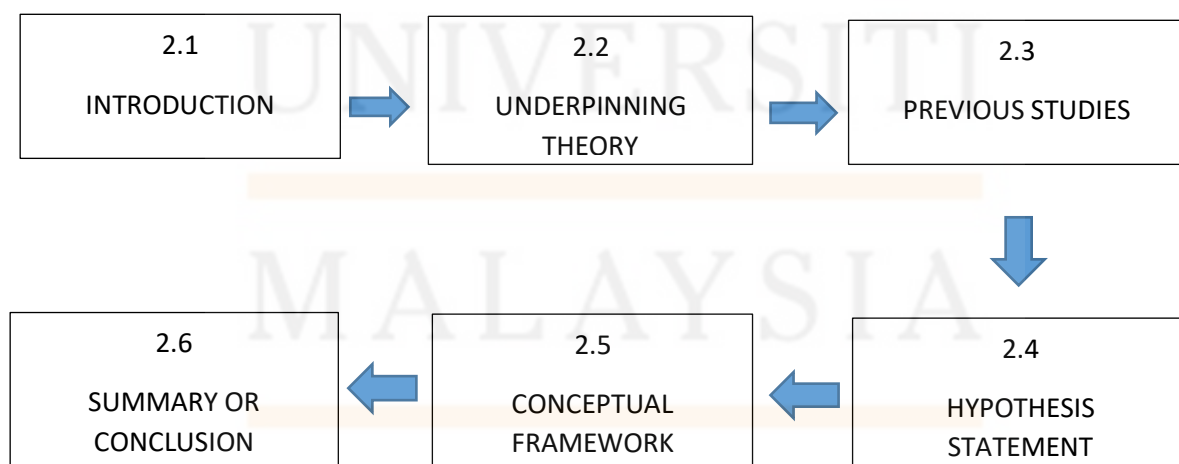 UNIVERSITI
2.1
INTRODUCTION
2.2
UNDERPINNING
THEORY
2.3
PREVIOUS STUDIES
MALAYSIA
2.6
SUMMARY OR
CONCLUSION
2.5
CONCEPTUAL
FRAMEWORK
2.4
HYPOTHESIS
STATEMENT